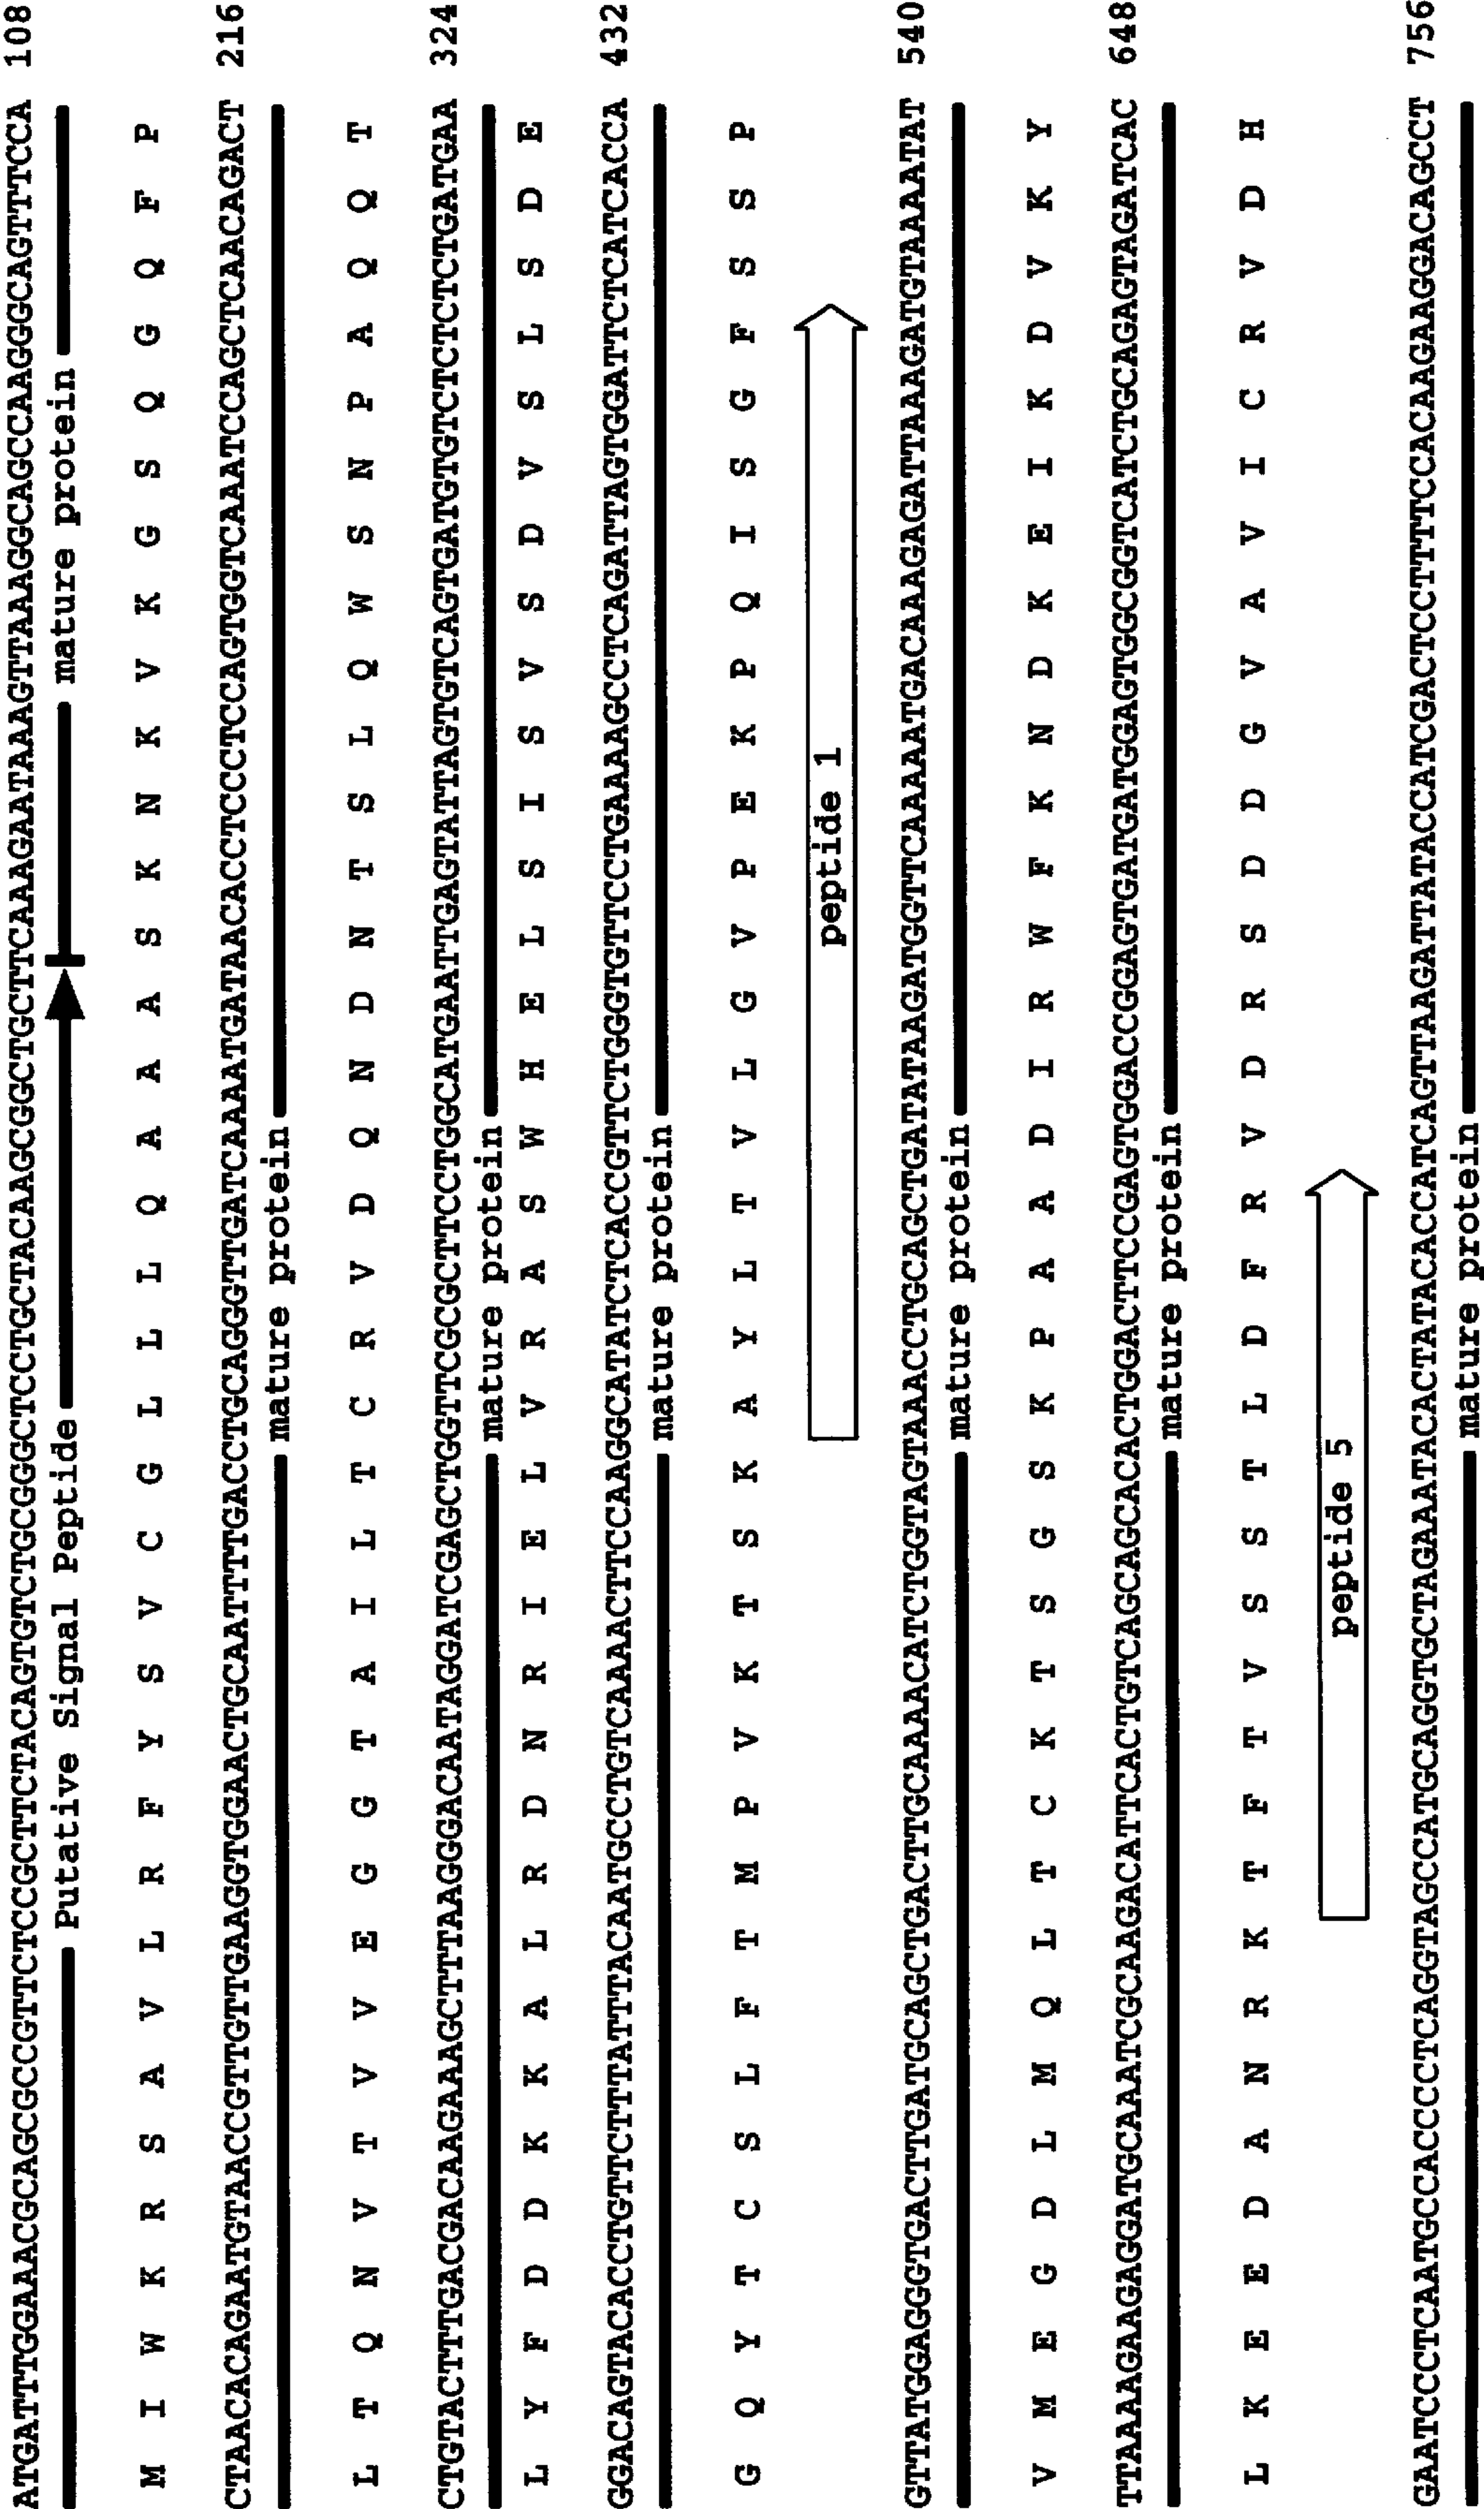 ATGATTTGGAAACGCAGCGCCGTTCTCCGCTTCTACAGTGTCTGCGGGCTCCTGCTACAAGCGGCTGCTTCAAAGAATAAAGTTAAAGGCAGCCAAGGGCAGTTTCCA 108
Putative Signal Peptide mature protein
M I W K R S A V L R F Y S V C G L L L Q A A A S K N K V K G S Q G Q F P
CTAACACAGAATGTAACCGTTGTTGAAGGTGGAACTGCAATTTTGACCTGCAGGGTTGATCAAAATGATAACACCTCCCTCCAGTGGTCAAATCCAGCTCAACAGACT 216
mature protein
L T Q N V T V V E G G T A I L T C R V D Q N D N T S L Q W S N P A Q Q T
CTGTACTTTGACGACAAGAAAGCTTTAAGGGACAATAGGATCGAGCTGGTTCGCGCTTCCTGGCATGAATTGAGTATTAGTGTCAGTGATGTGTCTCTCTCTGATGAA 324
mature protein
L Y F D D K K A L R D N R I E L V R A S W H E L S I S V S D V S L S D E
GGACAGTACACCTGTTCTTTATTTACAATGCCTGTCAAAACTTCCAAGGCATATCTCACCGTTCTGGGTGTTCCTGAAAAGCCTCAGATTAGTGGATTCTCATCACCA 432
mature protein
G Q Y T C S L F T M P V K T S K A Y L T V L G V P E K P Q I S G F S S P
peptide 1
GTTATGGAGGGTGACTTGATGCAGCTGACTTGCAAAACATCTGGTAGTAAACCTGCAGCTGATATAAGATGGTTCAAAAATGACAAAGAGATTAAAGATGTAAAATAT 540
mature protein
V M E G D L M Q L T C K T S G S K P A A D I R W F K N D K E I K D V K Y
TTAAAAGAAGAGGATGCAAATCGCAAGACATTCACTGTCAGCAGCACACTGGACTTCCGAGTGGACCGGAGTGATGATGGAGTGGCGGTCATCTGCAGAGTAGATCAC 648
mature protein
L K E E D A N R K T F T V S S T L D F R V D R S D D G V A V I C R V D H
peptide 5
GAATCCCTCAATGCCACCCCTCAGGTAGCCATGCAGGTGCTAGAAATACACTATACACCATCAGTTAAGATTATACCATCGACTCCTTTTCCACAAGAAGGACAGCCT 756
mature protein